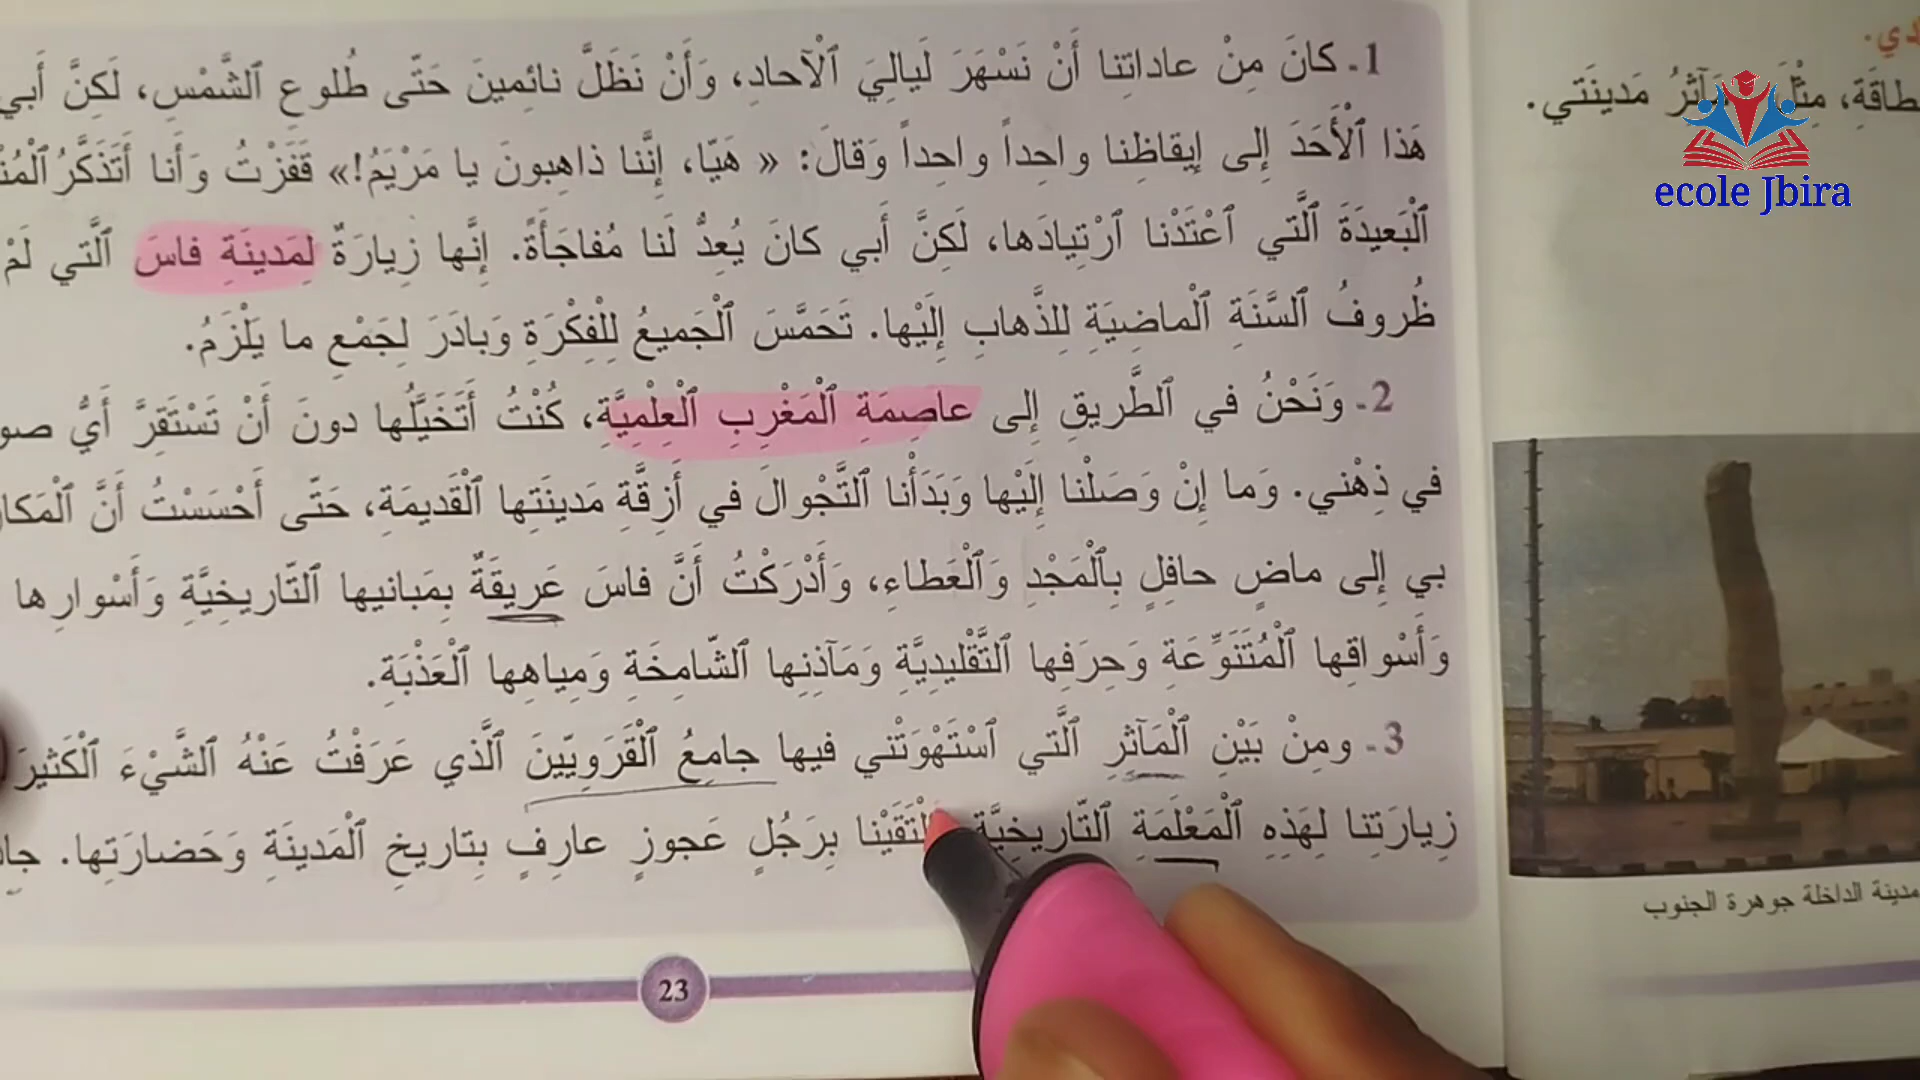 1 - كانَ مِنْ عاداتِنا أَنْ نَسْهَرَ لَيالِيَ ٱلْآحادِ، وَأَنْ نَظَلَّ نائِمينَ حَتّى طُلوعِ ٱلشَّمْسِ، لَكِنَّ أَبي
هَذا ٱلْأَحَدَ إِلى إيقاظِنا واحِداً واحِداً وَقالَ: « هَيّا، إِنَّنا ذاهِبونَ يا مَرْيَمُ!» قَفَزْتُ وَأَنا أَتَذَكَّرُ
ٱلْبَعيدَةَ ٱلَّتي ٱعْتَدْنا ٱرْتِيادَها، لَكِنَّ أَبي كانَ يُعِدُّ لَنا مُفاجَأَةً. إِنَّها زِيارَةٌ لِمَدينَةِ فاسَ ٱلَّتي لَمْ
ظُروفُ ٱلسَّنَةِ ٱلْماضِيَةِ لِلذَّهابِ إِلَيْها. تَحَمَّسَ ٱلْجَميعُ لِلْفِكْرَةِ وَبادَرَ لِجَمْعِ ما يَلْزَمُ.
2 - وَنَحْنُ في ٱلطَّريقِ إِلى عاصِمَةِ ٱلْمَغْرِبِ ٱلْعِلْمِيَّةِ، كُنْتُ أَتَخَيَّلُها دونَ أَنْ تَسْتَقِرَّ أَيُّ
في ذِهْني. وَما إِنْ وَصَلْنا إِلَيْها وَبَدَأْنا ٱلتَّجْوالَ في أَزِقَّةِ مَدينَتِها ٱلْقَديمَةِ، حَتّى أَحْسَسْتُ أَنَّ
بي إِلى ماضٍ حافِلٍ بِٱلْمَجْدِ وَٱلْعَطاءِ، وَأَدْرَكْتُ أَنَّ فاسَ عَريقَةٌ بِمَبانيها ٱلتّاريخِيَّةِ وَأَسْوارِها
وَأَسْواقِها ٱلْمُتَنَوِّعَةِ وَحِرَفِها ٱلتَّقْليدِيَّةِ وَمَآذِنِها ٱلشّامِخَةِ وَمِياهِها ٱلْعَذْبَةِ.
3 - ومِنْ بَيْنِ ٱلْمَآثِرِ ٱلَّتي ٱسْتَهْوَتْني فيها جامِعُ ٱلْقَرَوِيّينَ ٱلَّذي عَرَفْتُ عَنْهُ ٱلشَّيْءَ ٱلْكَثيرَ
زِيارَتِنا لِهَذِهِ ٱلْمَعْلَمَةِ ٱلتّاريخِيَّةِ بِرَجُلٍ عَجوزٍ عارِفٍ بِتاريخِ ٱلْمَدينَةِ وَحَضارَتِها.
23
مِثْلَ مَآثِرُ مَدينَتي.
ecole Jbira
مدينة الداخلة جوهرة الجنوب